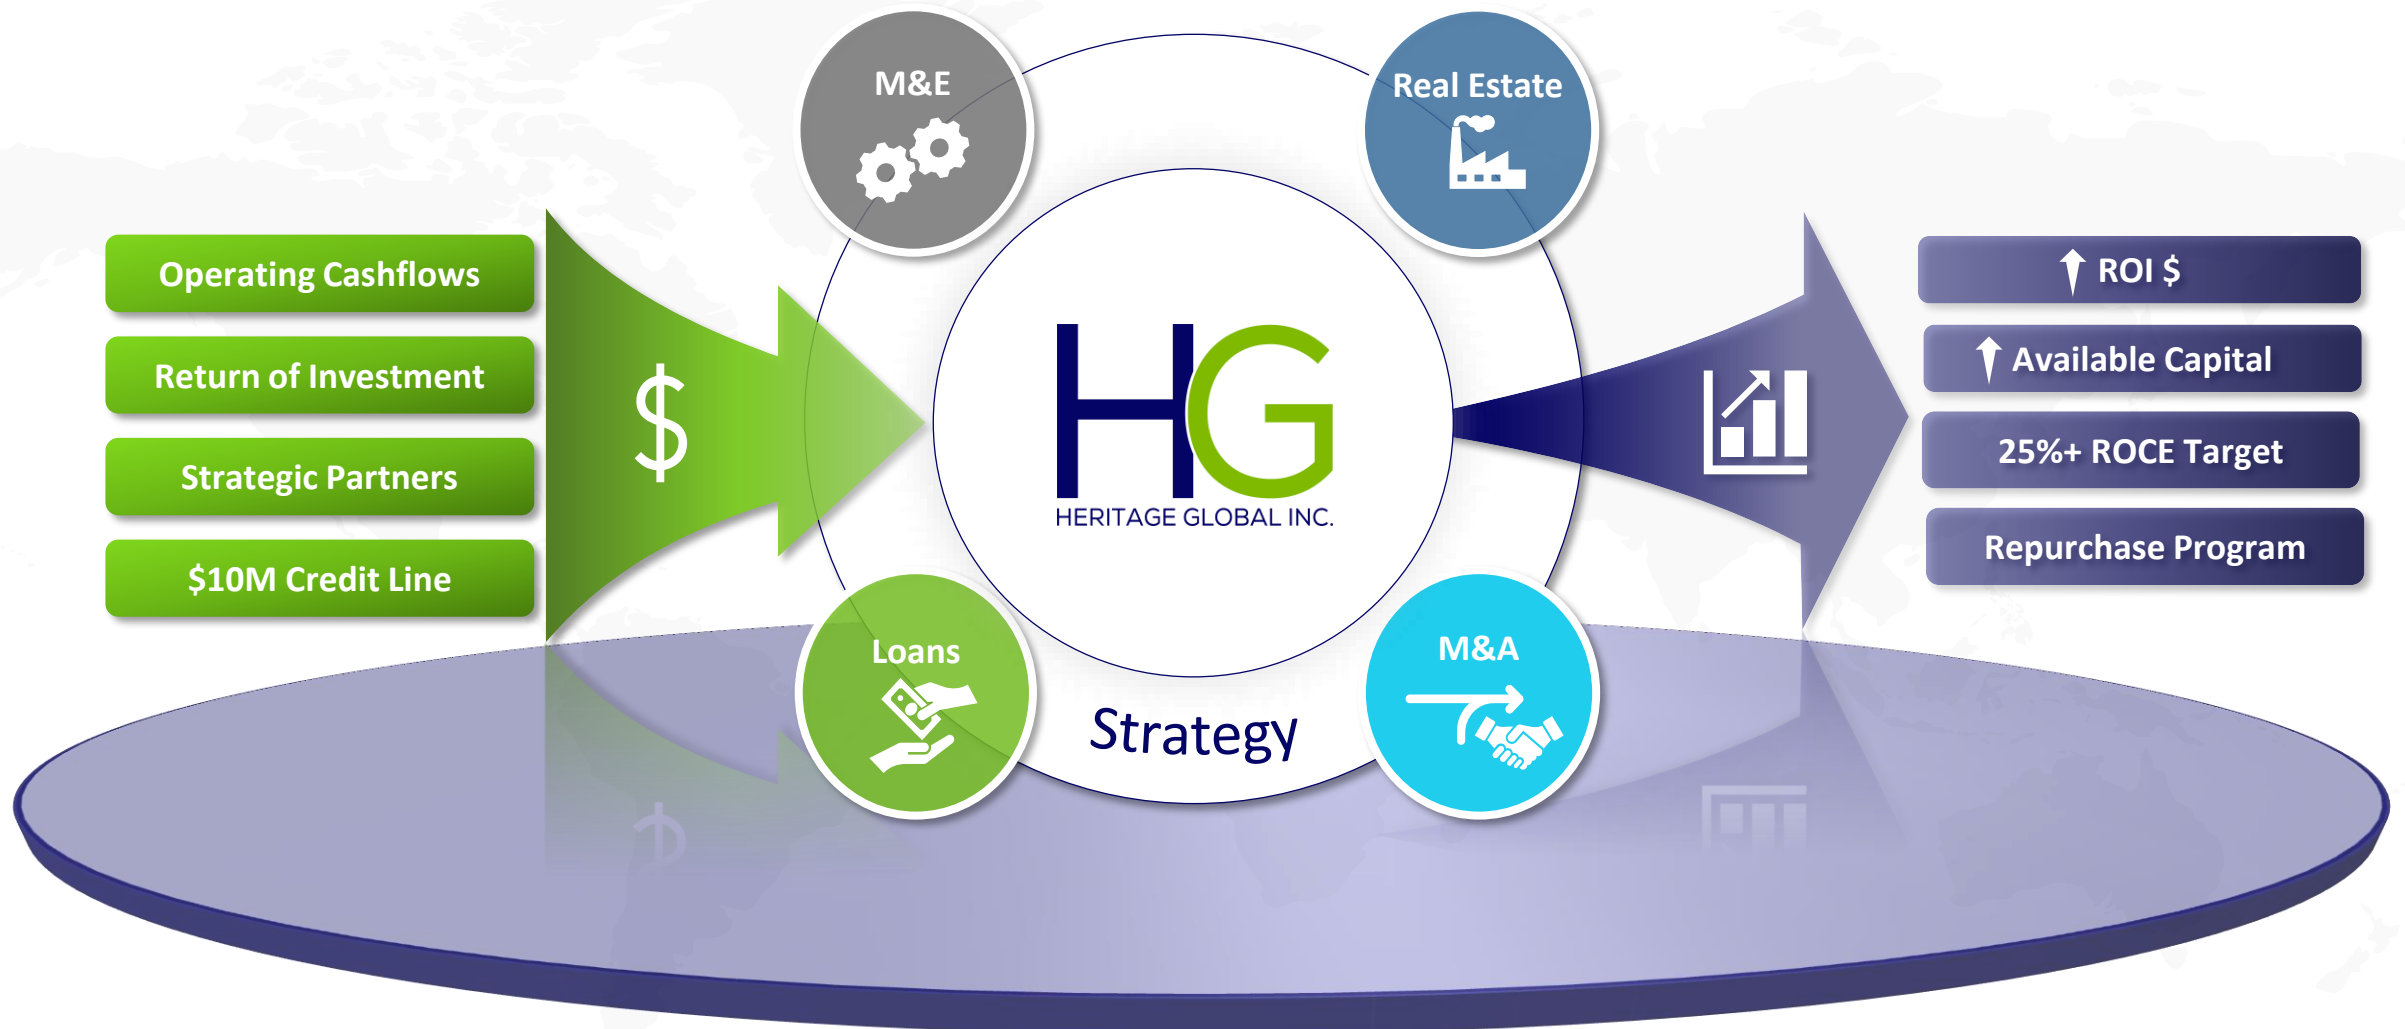 M&E
Real Estate
Operating Cashflows
Return of Investment
Strategic Partners
$10M Credit Line
$
HG
HERITAGE GLOBAL INC.
ROI $
Available Capital
25%+ ROCE Target
Repurchase Program
Loans
M&A
Strategy